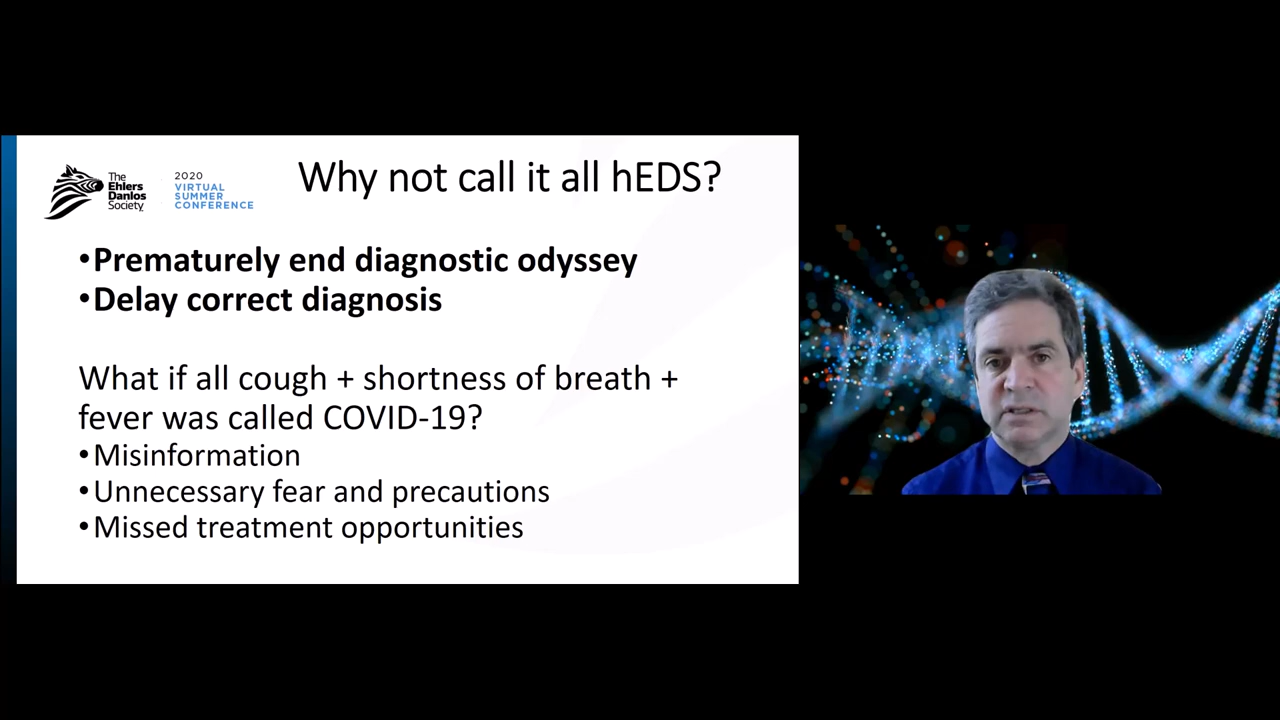 The
Ehlers
Danlos
Society
2020
VIRTUAL
SUMMER
CONFERENCE
Why not call it all hEDS?
•Prematurely end diagnostic odyssey
•Delay correct diagnosis
What if all cough + shortness of breath +
fever was called COVID-19?
•Misinformation
•Unnecessary fear and precautions
•Missed treatment opportunities